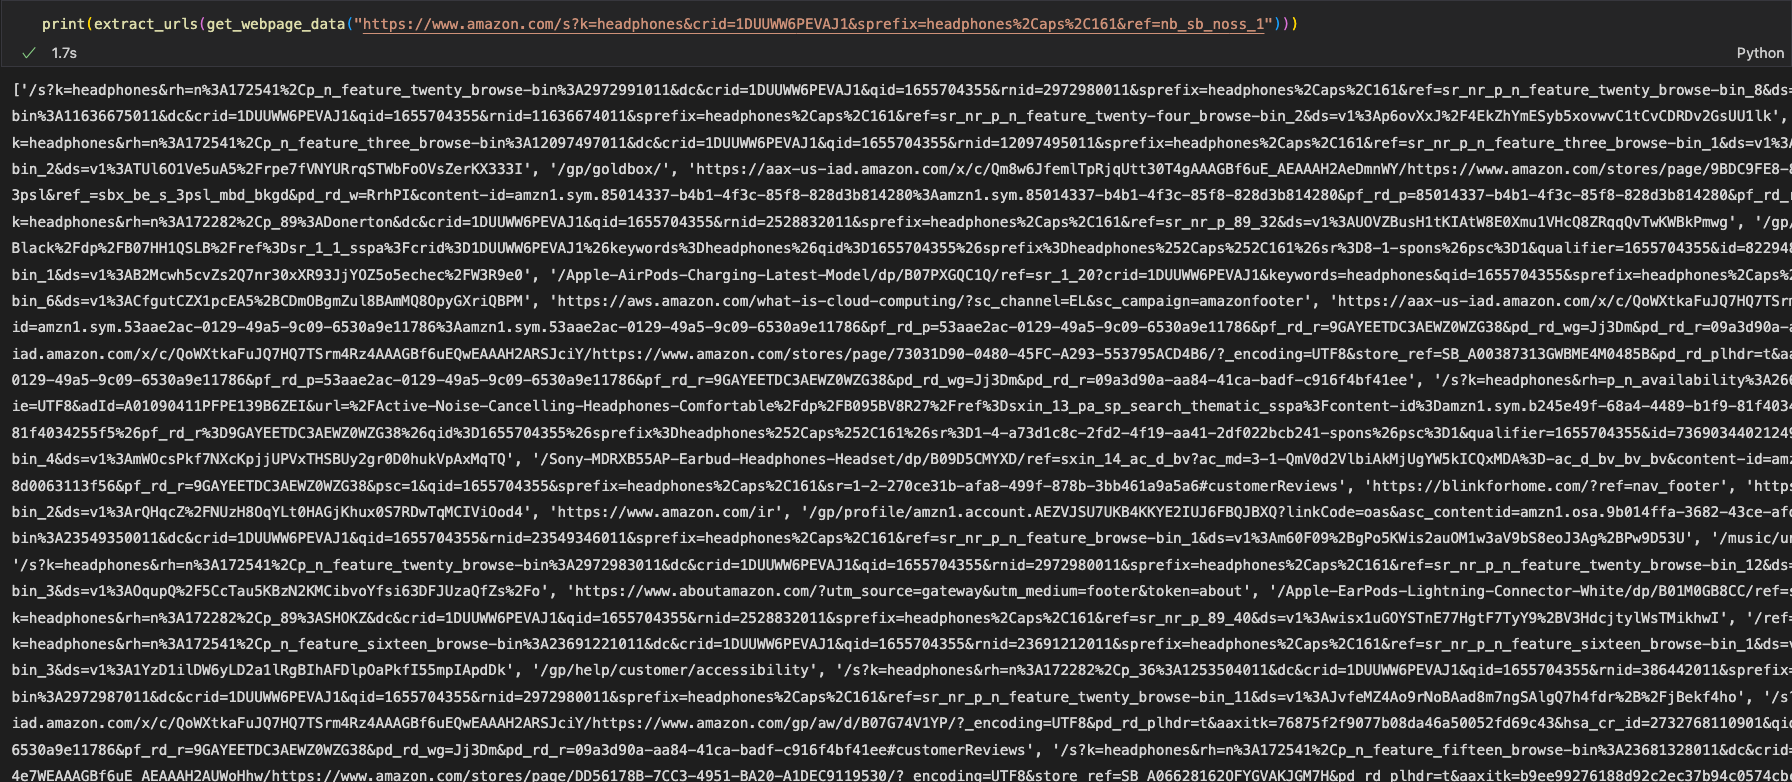 print(extract_urls(get_webpage_data("https://www.amazon.com/s?k=headphones&crid=1DUUWW6PEVAJ1&sprefix=headphones%2Caps%2C161&ref=nb_sb_noss_1")))
1.7s
Python
['/s?k=headphones&rh=n%3A172541%2Cp_n_feature_twenty_browse-bin%3A2972991011&dc&crid=1DUUWW6PEVAJ1&qid=1655704355&rnid=2972980011&sprefix=headphones%2Caps%2C161&ref=sr_nr_p_n_feature_twenty_browse-bin_8&ds=
bin%3A11636675011&dc&crid=1DUUWW6PEVAJ1&qid=1655704355&rnid=11636674011&sprefix=headphones%2Caps%2C161&ref=sr_nr_p_n_feature_twenty-four_browse-bin_2&ds=v1%3Ap6ovXxJ%2F4EkZhYmESyb5xovwvC1tCvCDRDv2GsUU1lk',
k=headphones&rh=n%3A172541%2Cp_n_feature_three_browse-bin%3A12097497011&dc&crid=1DUUWW6PEVAJ1&qid=1655704355&rnid=12097495011&sprefix=headphones%2Caps%2C161&ref=sr_nr_p_n_feature_three_browse-bin_1&ds=v1%3A
bin_2&ds=v1%3ATUl6O1Ve5uA5%2Frpe7fVNYURrqSTWbFoOVsZerKX333I', '/gp/goldbox/', 'https://aax-us-iad.amazon.com/x/c/Qm8w6JfemlTpRjqUtt30T4gAAAGBf6uE_AEAAAH2AeDmnWY/https://www.amazon.com/stores/page/9BDC9FE8-8
3psl&ref_=sbx_be_s_3psl_mbd_bkgd&pd_rd_w=RrhPI&content-id=amzn1.sym.85014337-b4b1-4f3c-85f8-828d3b814280%3Aamzn1.sym.85014337-b4b1-4f3c-85f8-828d3b814280&pf_rd_p=85014337-b4b1-4f3c-85f8-828d3b814280&pf_rd_
k=headphones&rh=n%3A172282%2Cp_89%3ADonerton&dc&crid=1DUUWW6PEVAJ1&qid=1655704355&rnid=2528832011&sprefix=headphones%2Caps%2C161&ref=sr_nr_p_89_32&ds=v1%3AUOVZBusH1tKIAtW8E0Xmu1VHcQ8ZRqqQvTwKWBkPmwg', '/gp/
Black%2Fdp%2FB07HH1QSLB%2Fref%3Dsr_1_1_sspa%3Fcrid%3D1DUUWW6PEVAJ1%26keywords%3Dheadphones%26qid%3D1655704355%26sprefix%3Dheadphones%252Caps%252C161%26sr%3D8-1-spons%26psc%3D1&qualifier=1655704355&id=822948
bin_1&ds=v1%3AB2Mcwh5cvZs2Q7nr30xXR93JjYOZ5o5echec%2FW3R9e0', '/Apple-AirPods-Charging-Latest-Model/dp/B07PXGQC1Q/ref=sr_1_20?crid=1DUUWW6PEVAJ1&keywords=headphones&qid=1655704355&sprefix=headphones%2Caps%2
bin_6&ds=v1%3ACfgutCZX1pcEA5%2BCDmOBgmZul8BAmMQ8OpyGXriQBPM', 'https://aws.amazon.com/what-is-cloud-computing/?sc_channel=EL&sc_campaign=amazonfooter', 'https://aax-us-iad.amazon.com/x/c/QoWXtkaFuJQ7HQ7TSrm
id=amzn1.sym.53aae2ac-0129-49a5-9c09-6530a9e11786%3Aamzn1.sym.53aae2ac-0129-49a5-9c09-6530a9e11786&pf_rd_p=53aae2ac-0129-49a5-9c09-6530a9e11786&pf_rd_r=9GAYEETDC3AEWZ0WZG38&pd_rd_wg=Jj3Dm&pd_rd_r=09a3d90a-a
iad.amazon.com/x/c/QoWXtkaFuJQ7HQ7TSrm4Rz4AAAGBf6uEQwEAAAH2ARSJciY/https://www.amazon.com/stores/page/73031D90-0480-45FC-A293-553795ACD4B6/?_encoding=UTF8&store_ref=SB_A00387313GWBME4M0485B&pd_rd_plhdr=t&aa
0129-49a5-9c09-6530a9e11786&pf_rd_p=53aae2ac-0129-49a5-9c09-6530a9e11786&pf_rd_r=9GAYEETDC3AEWZ0WZG38&pd_rd_wg=Jj3Dm&pd_rd_r=09a3d90a-aa84-41ca-badf-c916f4bf41ee', '/s?k=headphones&rh=p_n_availability%3A266
ie=UTF8&adId=A01090411PFPE139B6ZEI&url=%2FActive-Noise-Cancelling-Headphones-Comfortable%2Fdp%2FB095BV8R27%2Fref%3Dsxin_13_pa_sp_search_thematic_sspa%3Fcontent-id%3Damzn1.sym.b245e49f-68a4-4489-b1f9-81f4034
81f4034255f5%26pf_rd_r%3D9GAYEETDC3AEWZ0WZG38%26qid%3D1655704355%26sprefix%3Dheadphones%252Caps%252C161%26sr%3D1-4-a73d1c8c-2fd2-4f19-aa41-2df022bcb241-spons%26psc%3D1&qualifier=1655704355&id=73690344021249
bin_4&ds=v1%3AmWOcsPkf7NXcKpjjUPVxTHSBUy2gr0D0hukVpAxMqTQ', '/Sony-MDRXB55AP-Earbud-Headphones-Headset/dp/B09D5CMYXD/ref=sxin_14_ac_d_bv?ac_md=3-1-QmV0d2VlbiAkMjUgYW5kICQxMDA%3D-ac_d_bv_bv_bv&content-id=am
8d0063113f56&pf_rd_r=9GAYEETDC3AEWZ0WZG38&psc=1&qid=1655704355&sprefix=headphones%2Caps%2C161&sr=1-2-270ce31b-afa8-499f-878b-3bb461a9a5a6#customerReviews', 'https://blinkforhome.com/?ref=nav_footer', 'https
bin_2&ds=v1%3ArQHqcZ%2FNUzH8OqYLt0HAGjKhux0S7RDwTqMCIViOod4', 'https://www.amazon.com/ir', '/gp/profile/amzn1.account.AEZVJSU7UKB4KKYE2IUJ6FBQJBXQ?linkCode=oas&asc_contentid=amzn1.osa.9b014ffa-3682-43ce-af
bin%3A23549350011&dc&crid=1DUUWW6PEVAJ1&qid=1655704355&rnid=23549346011&sprefix=headphones%2Caps%2C161&ref=sr_nr_p_n_feature_browse-bin_1&ds=v1%3Am60F09%2BgPo5KWis2auOM1w3aV9bS8eoJ3Ag%2BPw9D53U', '/music/un
'/s?k=headphones&rh=n%3A172541%2Cp_n_feature_twenty_browse-bin%3A2972983011&dc&crid=1DUUWW6PEVAJ1&qid=1655704355&rnid=2972980011&sprefix=headphones%2Caps%2C161&ref=sr_nr_p_n_feature_twenty_browse-bin_12&ds=
bin_3&ds=v1%3AOqupQ%2F5CcTau5KBzN2KMCibvoYfsi63DFJUzaQfZs%2Fo', 'https://www.aboutamazon.com/?utm_source=gateway&utm_medium=footer&token=about', '/Apple-EarPods-Lightning-Connector-White/dp/B01M0GB8CC/ref=s
k=headphones&rh=n%3A172282%2Cp_89%3ASHOKZ&dc&crid=1DUUWW6PEVAJ1&qid=1655704355&rnid=2528832011&sprefix=headphones%2Caps%2C161&ref=sr_nr_p_89_40&ds=v1%3Awisx1uGOYSTnE77HgtF7TyY9%2BV3HdcjtylWsTMikhwI', '/ref=
k=headphones&rh=n%3A172541%2Cp_n_feature_sixteen_browse-bin%3A23691221011&dc&crid=1DUUWW6PEVAJ1&qid=1655704355&rnid=23691212011&sprefix=headphones%2Caps%2C161&ref=sr_nr_p_n_feature_sixteen_browse-bin_1&ds=v
bin_3&ds=v1%3A1YzD1ilDW6yLD2a1lRgBIhAFDlpOaPkfI55mpIApdDk', '/gp/help/customer/accessibility', '/s?k=headphones&rh=n%3A172282%2Cp_36%3A1253504011&dc&crid=1DUUWW6PEVAJ1&qid=1655704355&rnid=386442011&sprefix=
bin%3A2972987011&dc&crid=1DUUWW6PEVAJ1&qid=1655704355&rnid=2972980011&sprefix=headphones%2Caps%2C161&ref=sr_nr_p_n_feature_twenty_browse-bin_11&ds=v1%3AJvfeMZ4Ao9rNoBAad8m7ngSAlgQ7h4fdr%2B%2FjBekf4ho', '/s?
iad.amazon.com/x/c/QoWXtkaFuJQ7HQ7TSrm4Rz4AAAGBf6uEQwEAAAH2ARSJciY/https://www.amazon.com/gp/aw/d/B07G74V1YP/?_encoding=UTF8&pd_rd_plhdr=t&aaxitk=76875f2f9077b08da46a50052fd69c43&hsa_cr_id=2732768110901&qid
6530a9e11786&pf_rd_r=9GAYEETDC3AEWZ0WZG38&pd_rd_wg=Jj3Dm&pd_rd_r=09a3d90a-aa84-41ca-badf-c916f4bf41ee#customerReviews', '/s?k=headphones&rh=n%3A172541%2Cp_n_feature_fifteen_browse-bin%3A23681328011&dc&crid=
4e7WEAAAGBf6uE_AEAAAH2AUWoHhw/https://www.amazon.com/stores/page/DD56178B-7CC3-4951-BA20-A1DEC9119530/?_encoding=UTF8&store_ref=SB_A06628162OFYGVAKJGM7H&pd_rd_plhdr=t&aaxitk=b9ee99276188d92c2ec37b94c0574cb